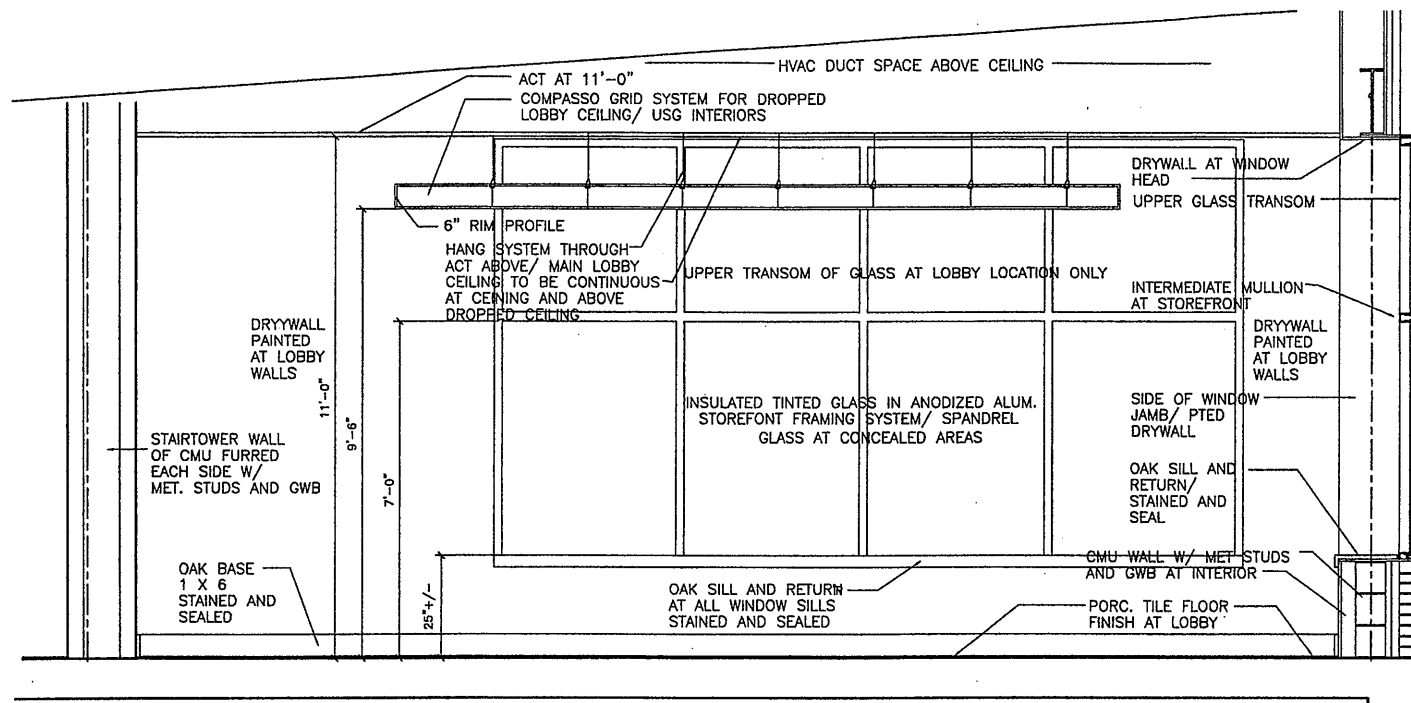 HVAC DUCT SPACE ABOVE CEILING
ACT AT 11'-0"
COMPASSO GRID SYSTEM FOR DROPPED
LOBBY CEILING/ USG INTERIORS
DRYWALL AT WINDOW
HEAD
UPPER GLASS TRANSOM
6" RIM PROFILE
HANG SYSTEM THROUGH
ACT ABOVE/ MAIN LOBBY
CEILING TO BE CONTINUOUS
AT CEINING AND ABOVE
DROPPED CEILING
UPPER TRANSOM OF GLASS AT LOBBY LOCATION ONLY
INTERMEDIATE MULLION
AT STOREFRONT
DRYYWALL
PAINTED
AT LOBBY
WALLS
DRYYWALL
PAINTED
AT LOBBY
WALLS
11'-0"
9'-6"
7'-0"
25"+/-
INSULATED TINTED GLASS IN ANODIZED ALUM.
STOREFONT FRAMING SYSTEM/ SPANDREL
GLASS AT CONCEALED AREAS
SIDE OF WINDOW
JAMB/ PTED
DRYWALL
STAIRTOWER WALL
OF CMU FURRED
EACH SIDE W/
MET. STUDS AND GWB
OAK SILL AND
RETURN/
STAINED AND
SEAL
OAK BASE
1 X 6
STAINED AND
SEALED
OAK SILL AND RETURN
AT ALL WINDOW SILLS
STAINED AND SEALED
CMU WALL W/ MET STUDS
AND GWB AT INTERIOR
PORC. TILE FLOOR
FINISH AT LOBBY